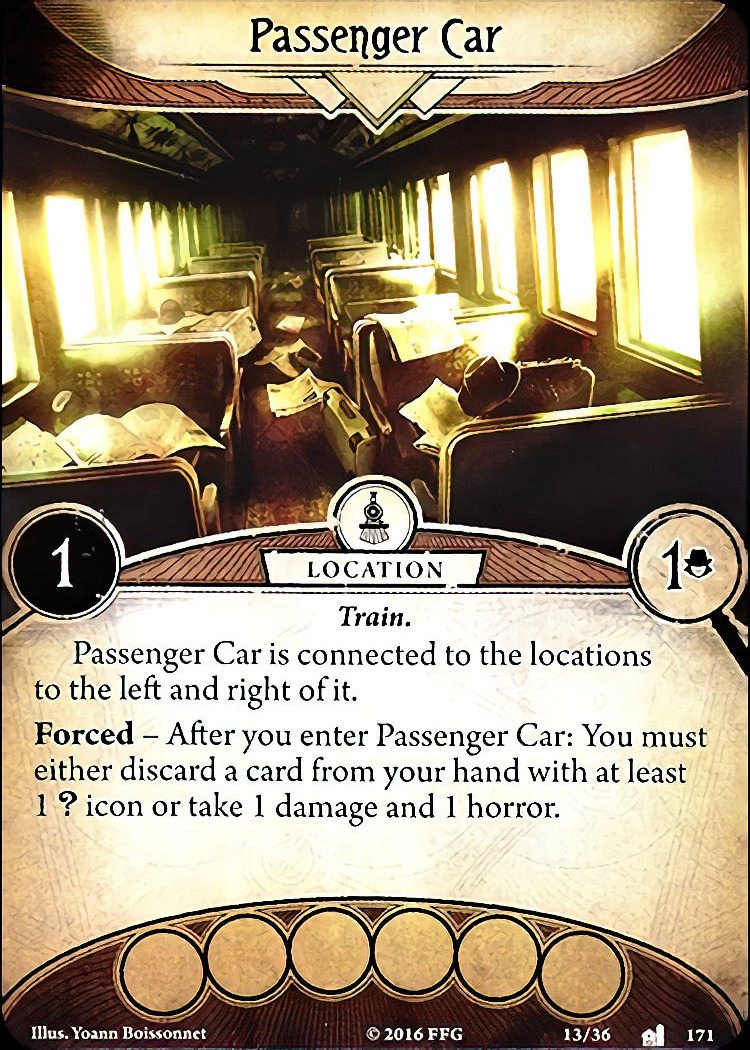 Passenger Car
1
1
LOCATION
Train.
Passenger Car is connected to the locations
to the left and right of it.
Forced – After you enter Passenger Car: You must
either discard a card from your hand with at least
1 ? icon or take 1 damage and 1 horror.
Illus. Yoann Boissonnet © 2016 FFG 13/36 171